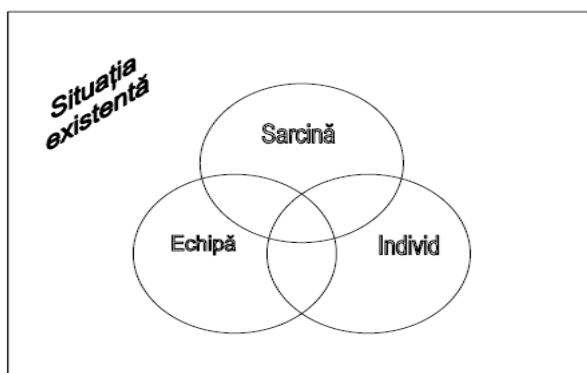 Situația
existentă
Sarcină
Echipă
Individ